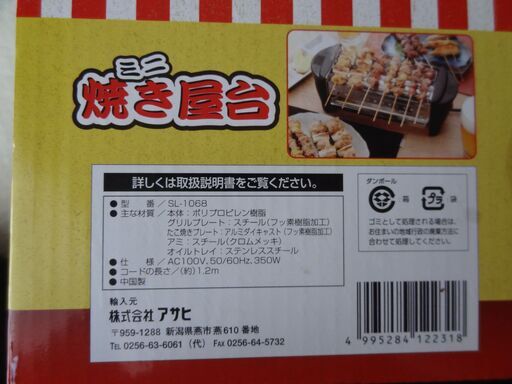 ミニ
焼き屋台
詳しくは取扱説明書をご覧ください。
●型　　番／SL-1068
●主な材質／本体：ポリプロピレン樹脂
グリルプレート：スチール(フッ素樹脂加工)
たこ焼きプレート：アルミダイキャスト(フッ素樹脂加工)
アミ：スチール(クロムメッキ)
オイルトレイ：ステンレススチール
●仕　　様／AC100V、50/60Hz、350W
●コードの長さ／(約)1.2m
●中国製
輸入元
株式会社 アサヒ
〒959-1288 新潟県燕市燕610番地
TEL 0256-63-6061（代）FAX 0256-64-5732
ダンボール
：箱
プラ
：袋
ゴミとして処理される場合は、
お住まいの地域行政の廃棄方法
に合わせて処理してください。
4 995284 122318